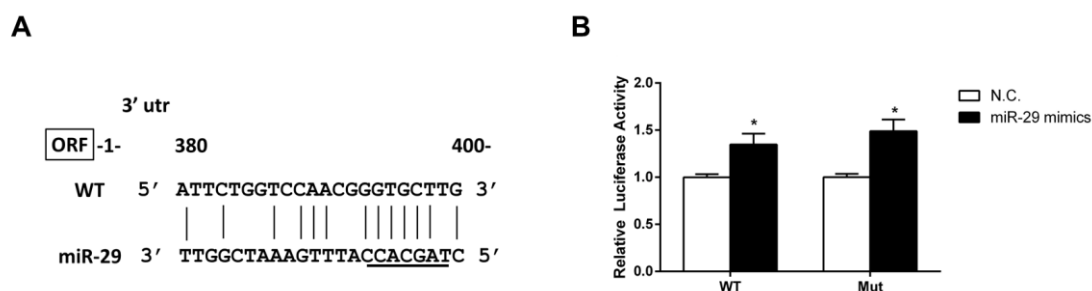 A
3′ utr
ORF -1- 380 400-
WT 5′ ATTCTGGTCCAACGGGTGCTTG 3′
miR-29 3′ TTGGCTAAAGTTTACCACGATC 5′
B
Relative Luciferase Activity
2.0
1.5
1.0
0.5
0.0
* *
WT Mut
N.C.
miR-29 mimics